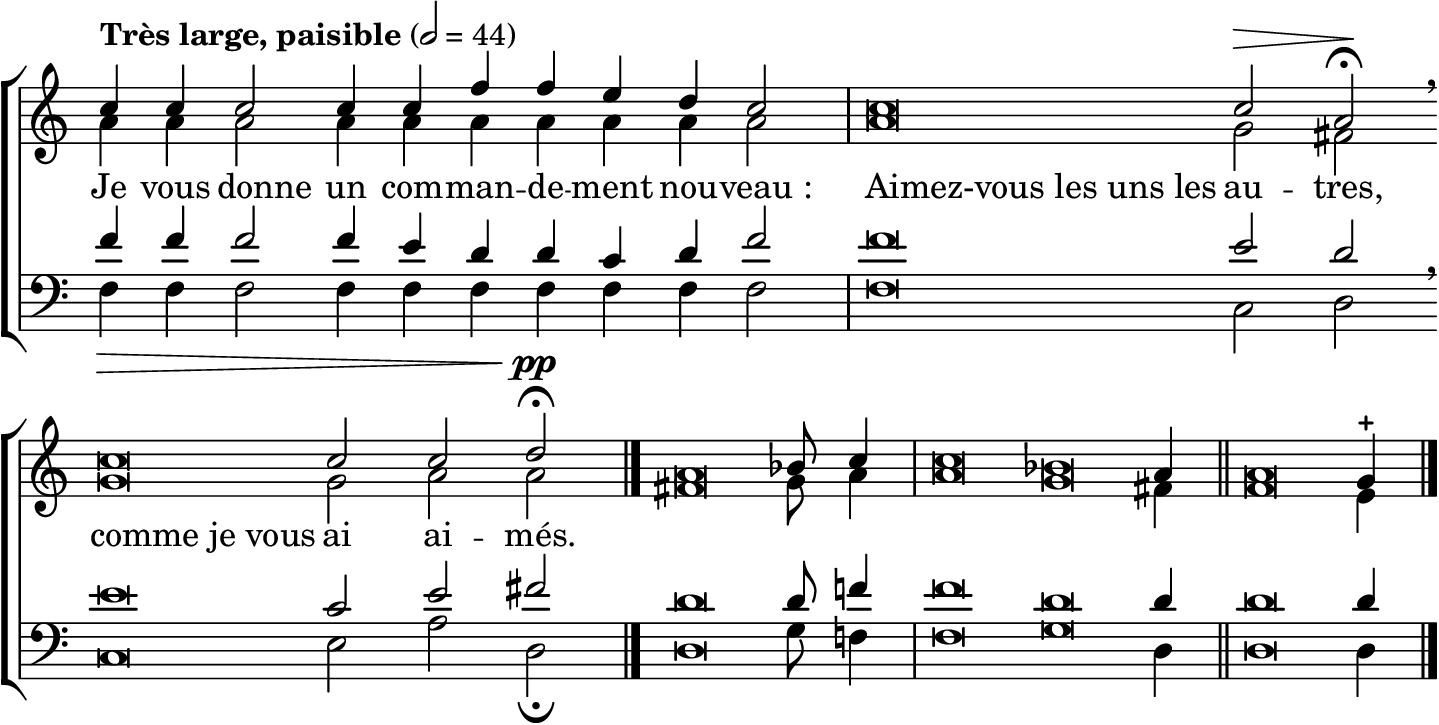 Très large, paisible (𝅗𝅥 = 44)
Je vous donne un com man -- de -- ment nou veau : Aimez-vous les uns les au -- tres,
pp
comme je vous ai ai -- més.